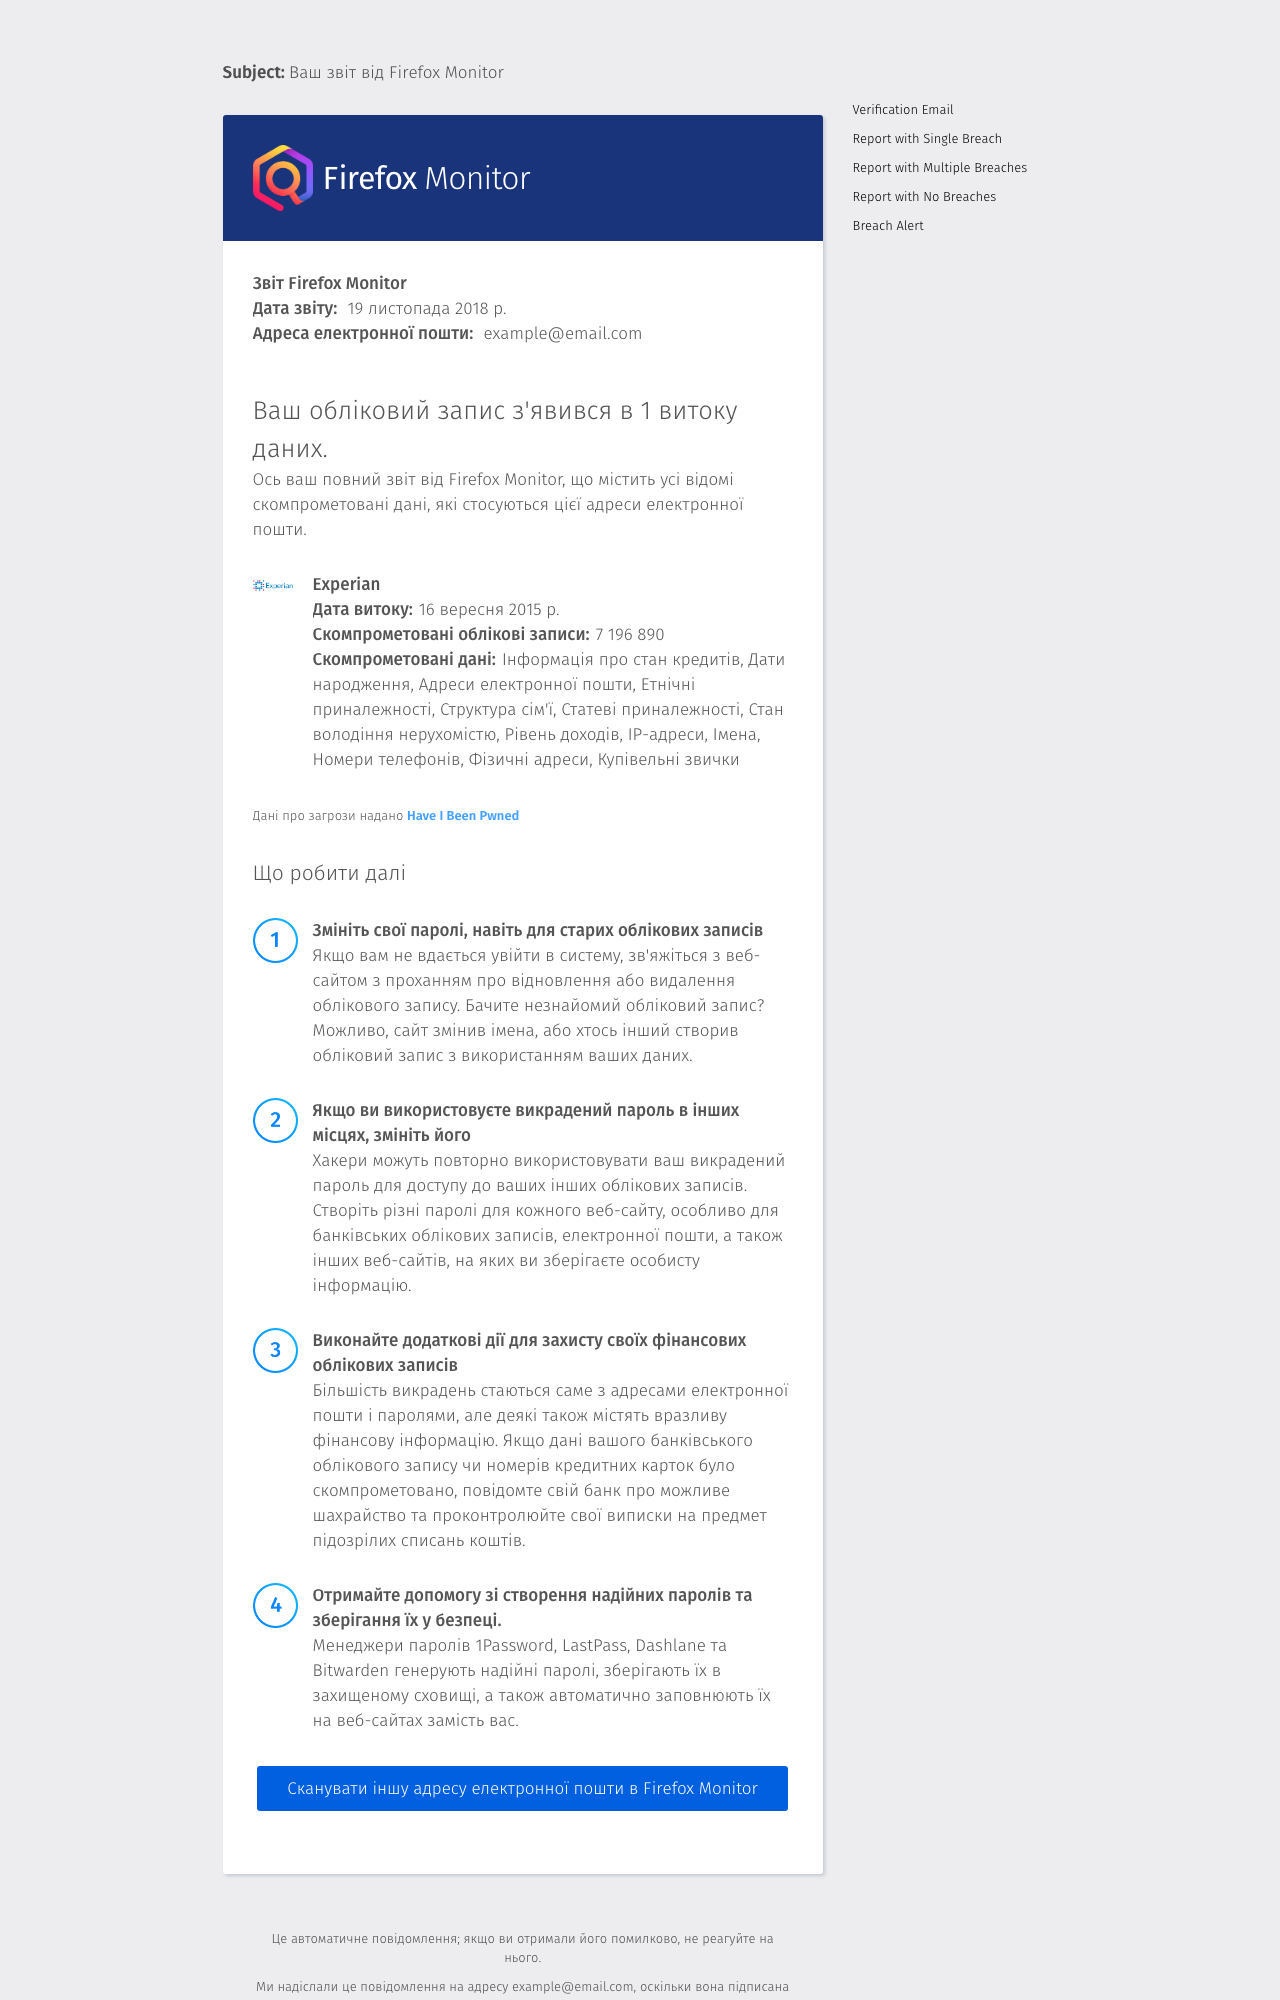 Subject: Ваш звіт від Firefox Monitor
Verification Email
Report with Single Breach
Report with Multiple Breaches
Report with No Breaches
Breach Alert
Firefox Monitor
Звіт Firefox Monitor
Дата звіту: 19 листопада 2018 р.
Адреса електронної пошти: example@email.com
Ваш обліковий запис з'явився в 1 витоку
даних.
Ось ваш повний звіт від Firefox Monitor, що містить усі відомі
скомпрометовані дані, які стосуються цієї адреси електронної
пошти.
Experian
Experian
Дата витоку: 16 вересня 2015 р.
Скомпрометовані облікові записи: 7 196 890
Скомпрометовані дані: Інформація про стан кредитів, Дати
народження, Адреси електронної пошти, Етнічні
приналежності, Структура сім'ї, Статеві приналежності, Стан
володіння нерухомістю, Рівень доходів, IP-адреси, Імена,
Номери телефонів, Фізичні адреси, Купівельні звички
Дані про загрози надано Have I Been Pwned
Що робити далі
1
Змініть свої паролі, навіть для старих облікових записів
Якщо вам не вдається увійти в систему, зв'яжіться з веб-
сайтом з проханням про відновлення або видалення
облікового запису. Бачите незнайомий обліковий запис?
Можливо, сайт змінив імена, або хтось інший створив
обліковий запис з використанням ваших даних.
2
Якщо ви використовуєте викрадений пароль в інших
місцях, змініть його
Хакери можуть повторно використовувати ваш викрадений
пароль для доступу до ваших інших облікових записів.
Створіть різні паролі для кожного веб-сайту, особливо для
банківських облікових записів, електронної пошти, а також
інших веб-сайтів, на яких ви зберігаєте особисту
інформацію.
3
Виконайте додаткові дії для захисту своїх фінансових
облікових записів
Більшість викрадень стаються саме з адресами електронної
пошти і паролями, але деякі також містять вразливу
фінансову інформацію. Якщо дані вашого банківського
облікового запису чи номерів кредитних карток було
скомпрометовано, повідомте свій банк про можливе
шахрайство та проконтролюйте свої виписки на предмет
підозрілих списань коштів.
4
Отримайте допомогу зі створення надійних паролів та
зберігання їх у безпеці.
Менеджери паролів 1Password, LastPass, Dashlane та
Bitwarden генерують надійні паролі, зберігають їх в
захищеному сховищі, а також автоматично заповнюють їх
на веб-сайтах замість вас.
Сканувати іншу адресу електронної пошти в Firefox Monitor
Це автоматичне повідомлення; якщо ви отримали його помилково, не реагуйте на
нього.
Ми надіслали це повідомлення на адресу example@email.com, оскільки вона підписана